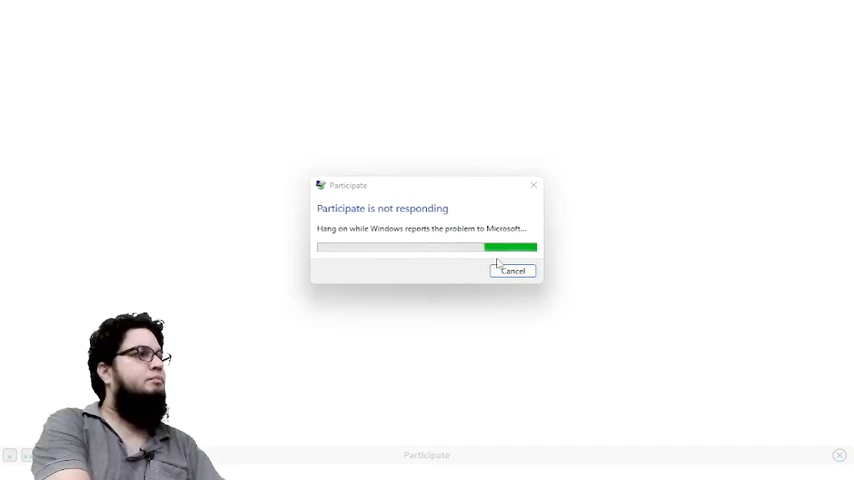 Participate
Participate is not responding
Hang on while Windows reports the problem to Microsoft...
Cancel
Participate